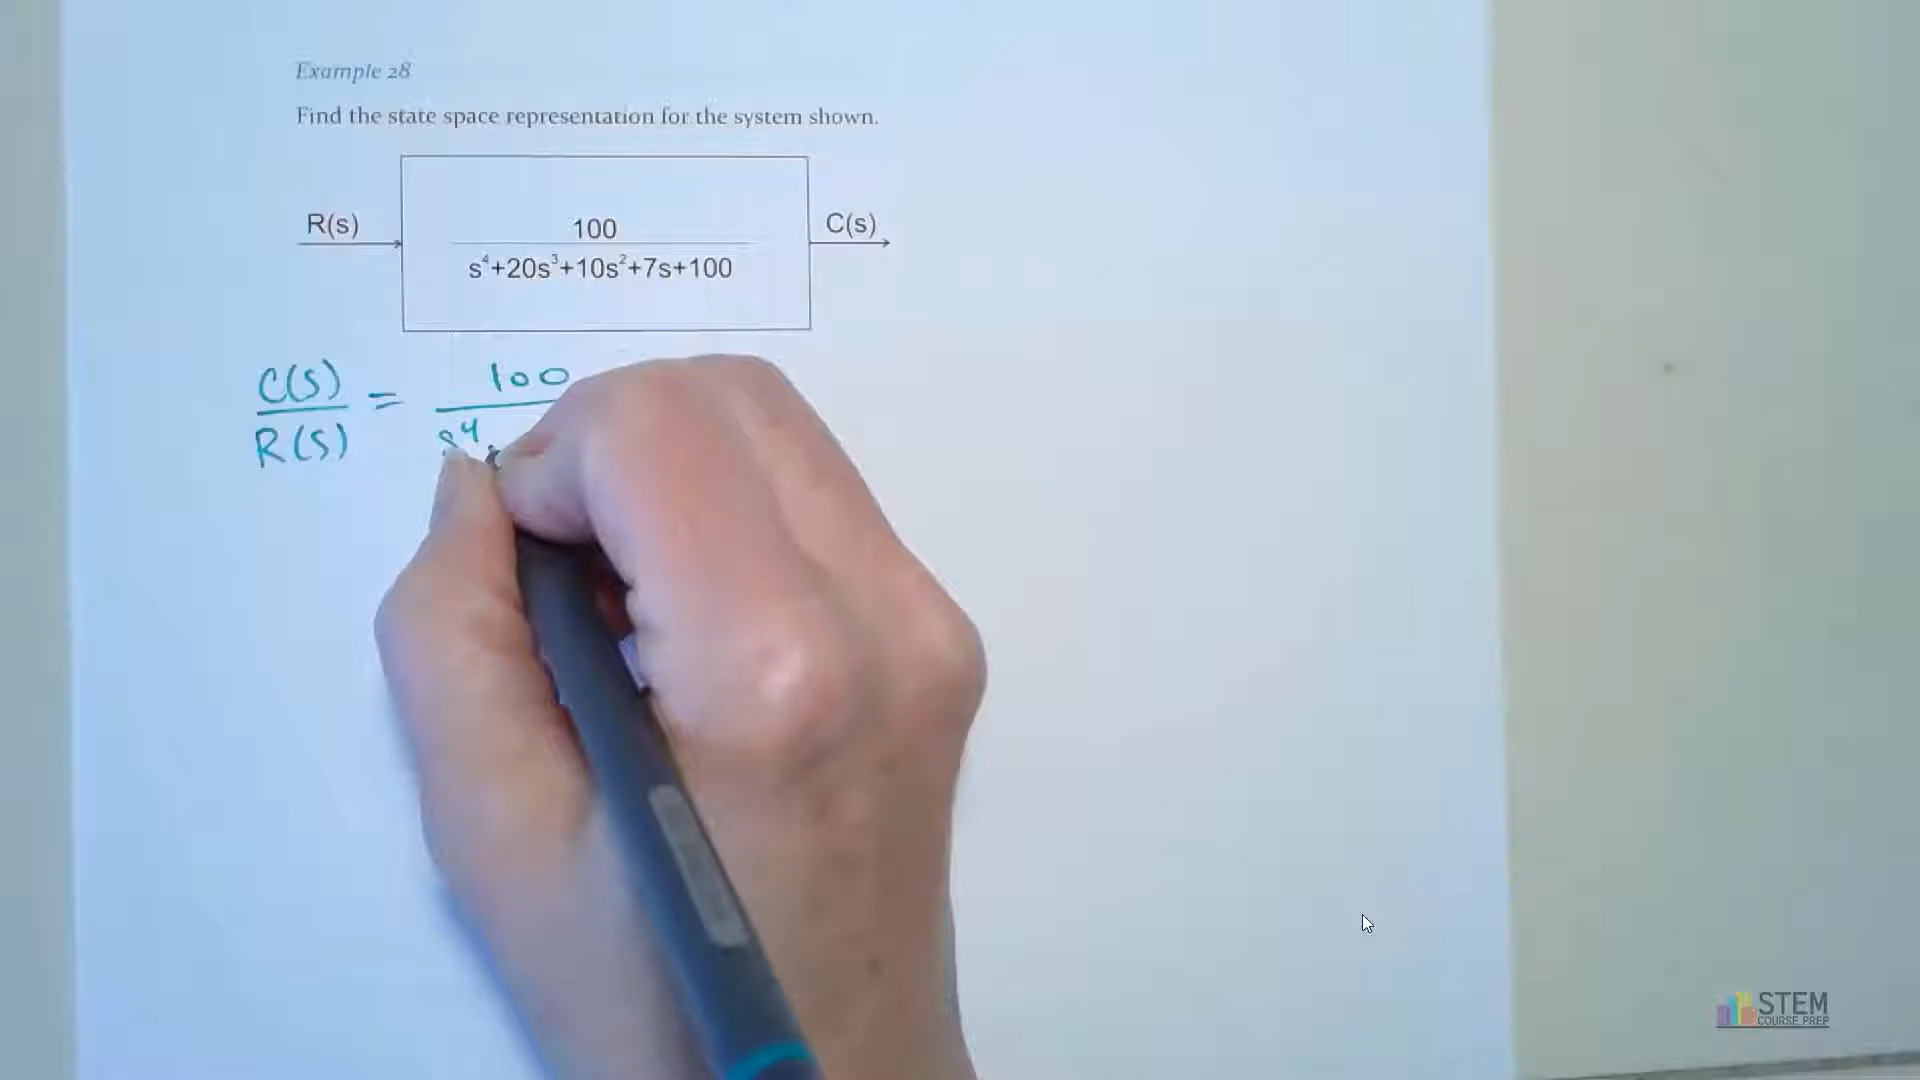 Example 28
Find the state space representation for the system shown.
R(s)
100
s⁴+20s³+10s²+7s+100
C(s)
C(s) = 100
R(s) s⁴
STEM
COURSE PREP